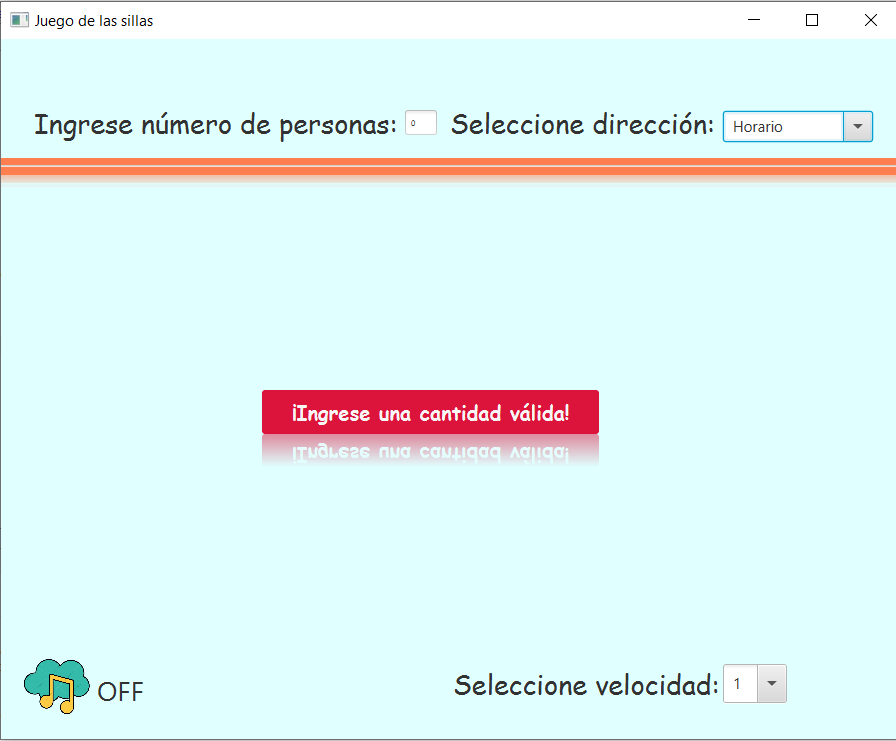 Juego de las sillas
Ingrese número de personas: 0 Seleccione dirección: Horario
¡Ingrese una cantidad válida!
OFF Seleccione velocidad: 1